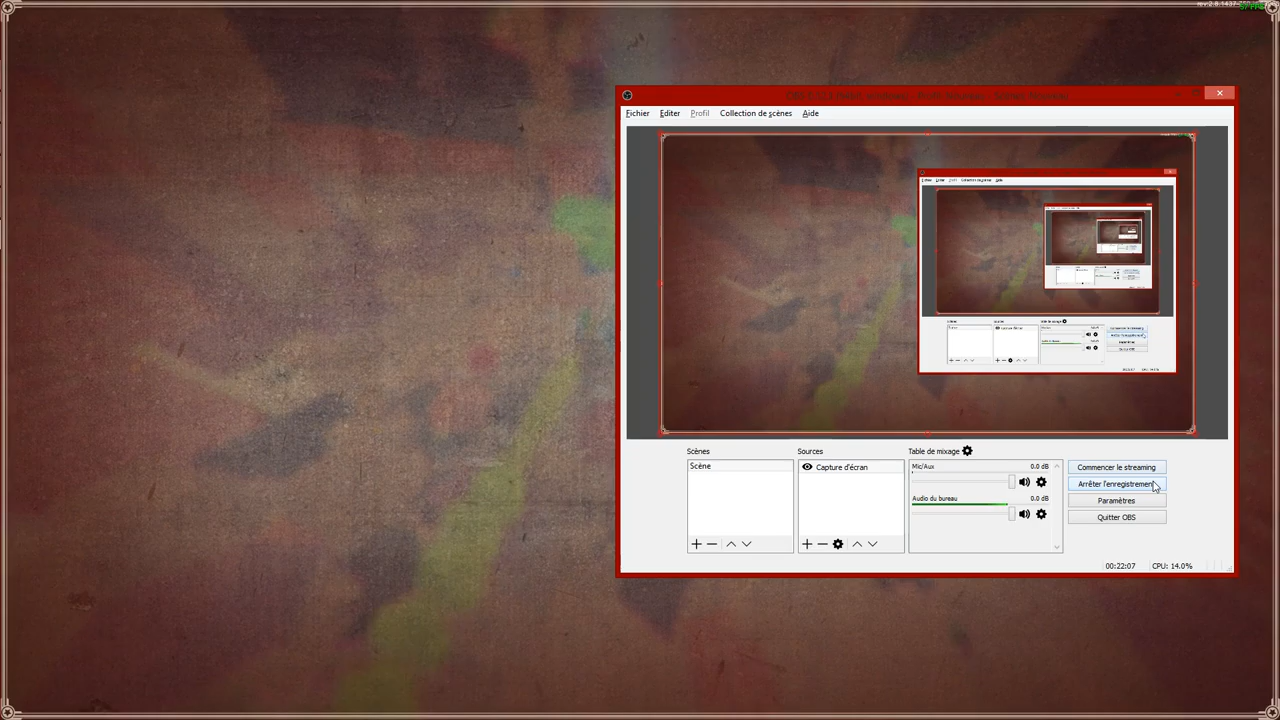 Fichier Editer Profil Collection de scènes Aide
Scènes
Scène
Sources
Capture d'écran
Table de mixage
Mic/Aux 0.0 dB
Audio du bureau 0.0 dB
Commencer le streaming
Arrêter l'enregistrement
Paramètres
Quitter OBS
00:22:07 CPU: 14.0%